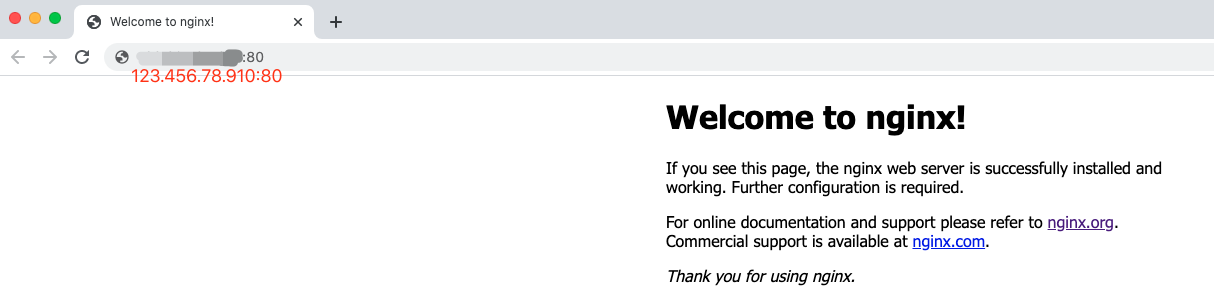 Welcome to nginx!
:80
123.456.78.910:80
Welcome to nginx!
If you see this page, the nginx web server is successfully installed and
working. Further configuration is required.
For online documentation and support please refer to nginx.org.
Commercial support is available at nginx.com.
Thank you for using nginx.